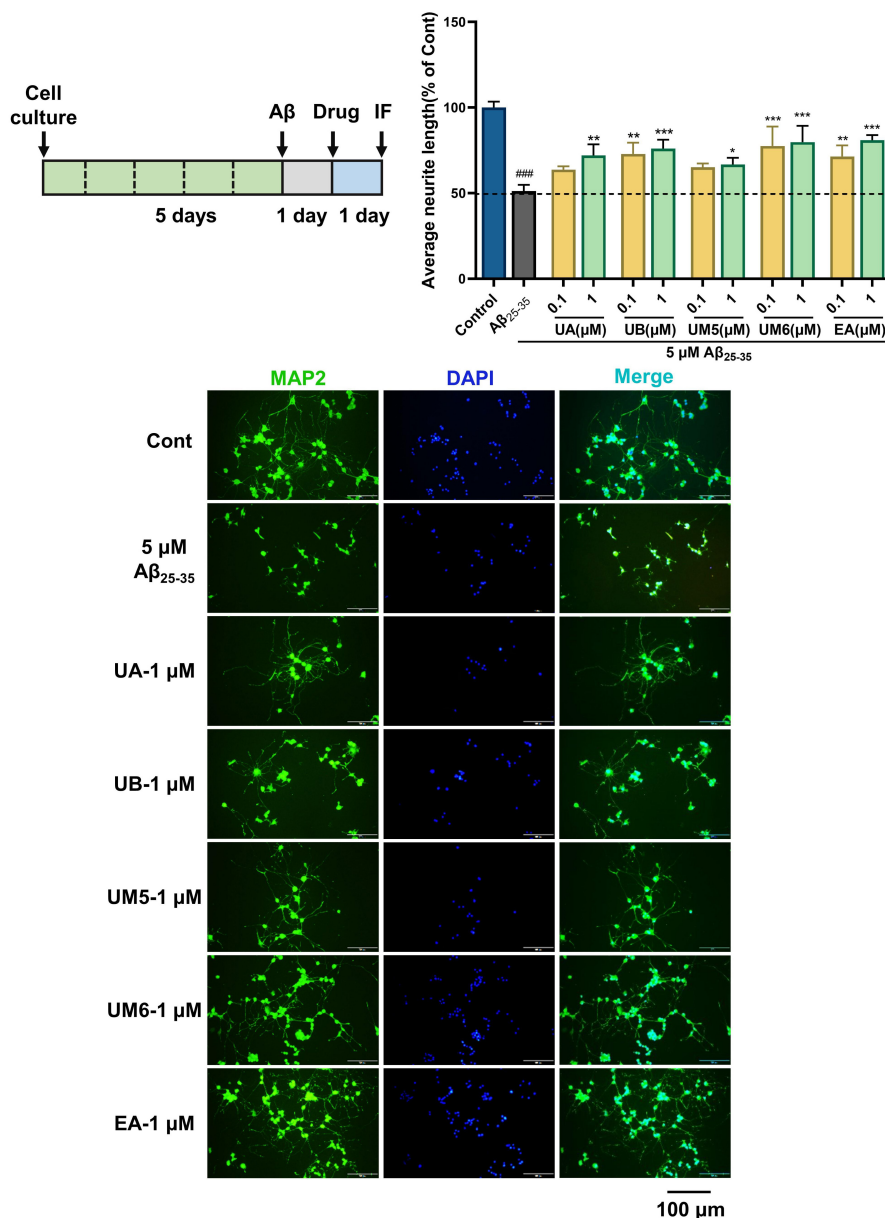 Cell
culture
Aβ
Drug
IF
5 days
1 day
1 day
Average neurite length(% of Cont)
150
100
50
0
###
**
**
***
*
***
***
**
***
Control
Aβ25-35
0.1
1
0.1
1
0.1
1
0.1
1
0.1
1
UA(μM)
UB(μM)
UM5(μM)
UM6(μM)
EA(μM)
5 μM Aβ25-35
MAP2
DAPI
Merge
Cont
5 μM
Aβ25-35
UA-1 μM
UB-1 μM
UM5-1 μM
UM6-1 μM
EA-1 μM
100 μm